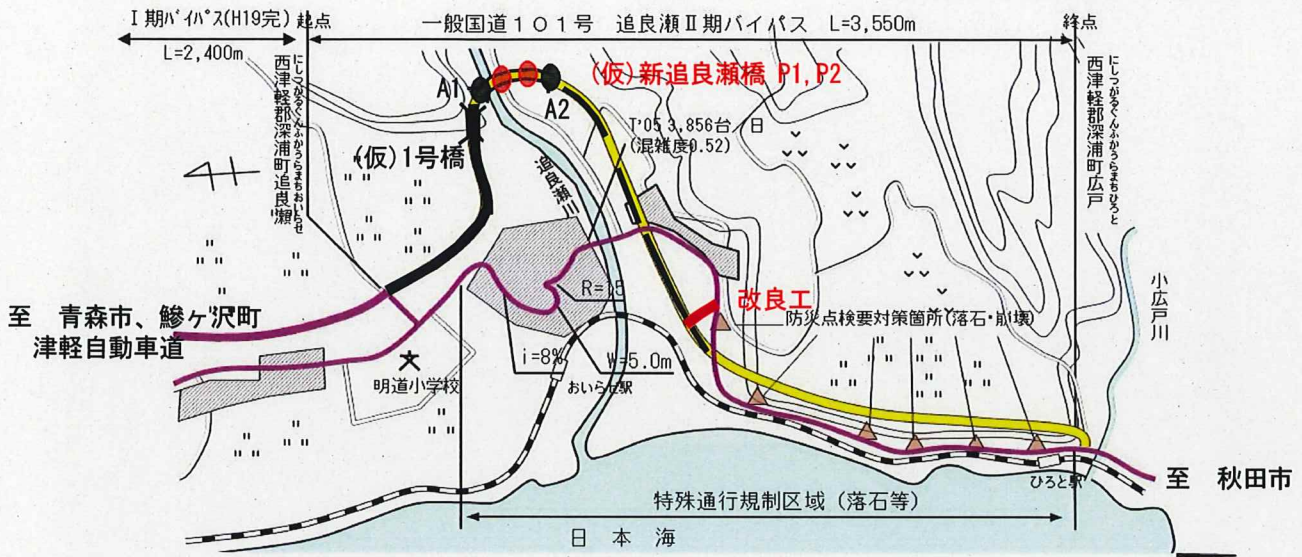 Ⅰ期バイパス(H19完)
起点
一般国道101号 追良瀬Ⅱ期バイパス L=3,550m
終点
L=2,400m
にしつがるぐんふかうらまちおいらせ
西津軽郡深浦町追良瀬
にしつがるぐんふかうらまちひろと
西津軽郡深浦町広戸
A1
A2
(仮)新追良瀬橋 P1, P2
T'05 3,856台／日
(混雑度0.52)
(仮)1号橋
追良瀬川
小広戸川
R=15
改良工
防災点検要対策箇所(落石・崩壊)
至 青森市、鰺ヶ沢町
津軽自動車道
i=8%
W=5.0m
明道小学校
おいらせ駅
ひろと駅
至 秋田市
特殊通行規制区域(落石等)
日本海